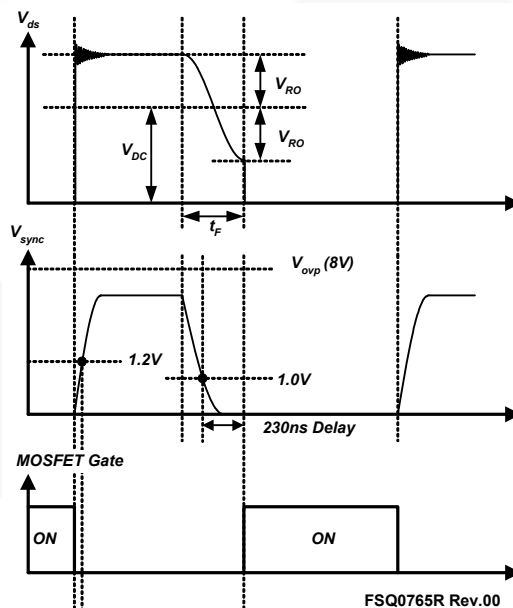 Vds
VRO
VRO
VDC
tF
Vsync
Vovp (8V)
1.2V
1.0V
230ns Delay
MOSFET Gate
ON
ON
FSQ0765R Rev.00